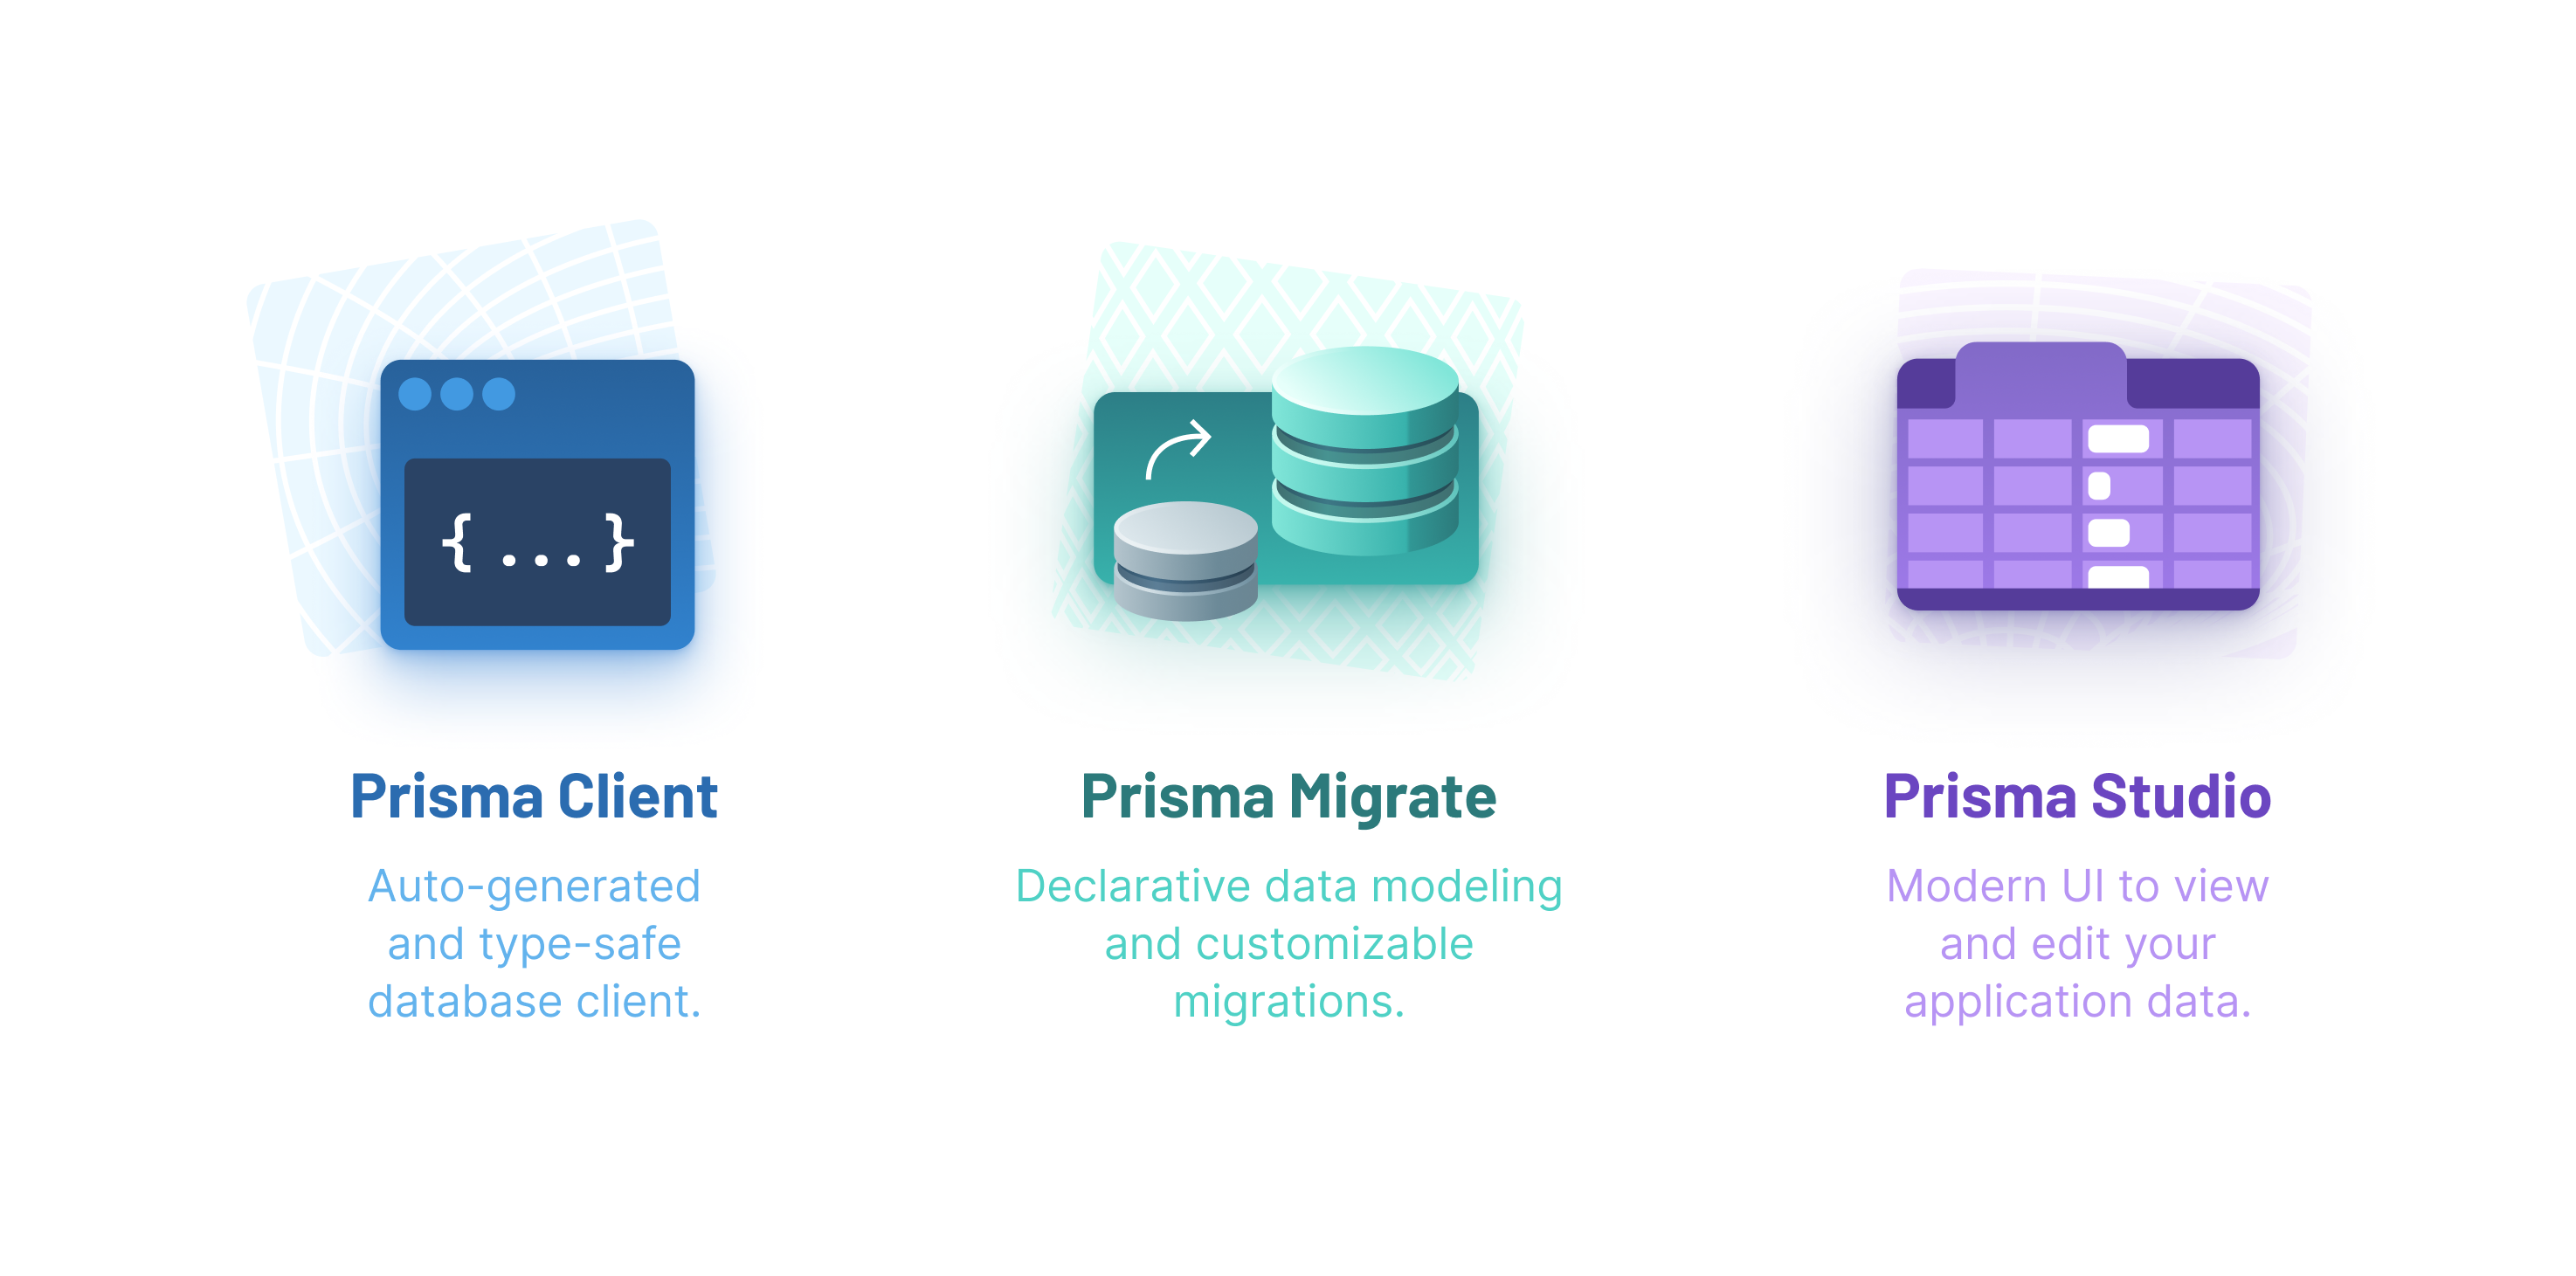 { ... }
Prisma Client
Auto-generated
and type-safe
database client.
Prisma Migrate
Declarative data modeling
and customizable
migrations.
Prisma Studio
Modern UI to view
and edit your
application data.